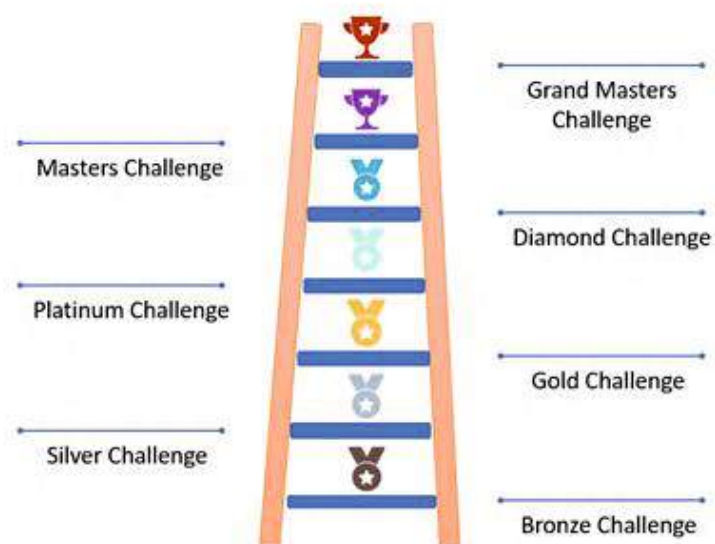 Grand Masters
Challenge
Masters Challenge
Diamond Challenge
Platinum Challenge
Gold Challenge
Silver Challenge
Bronze Challenge